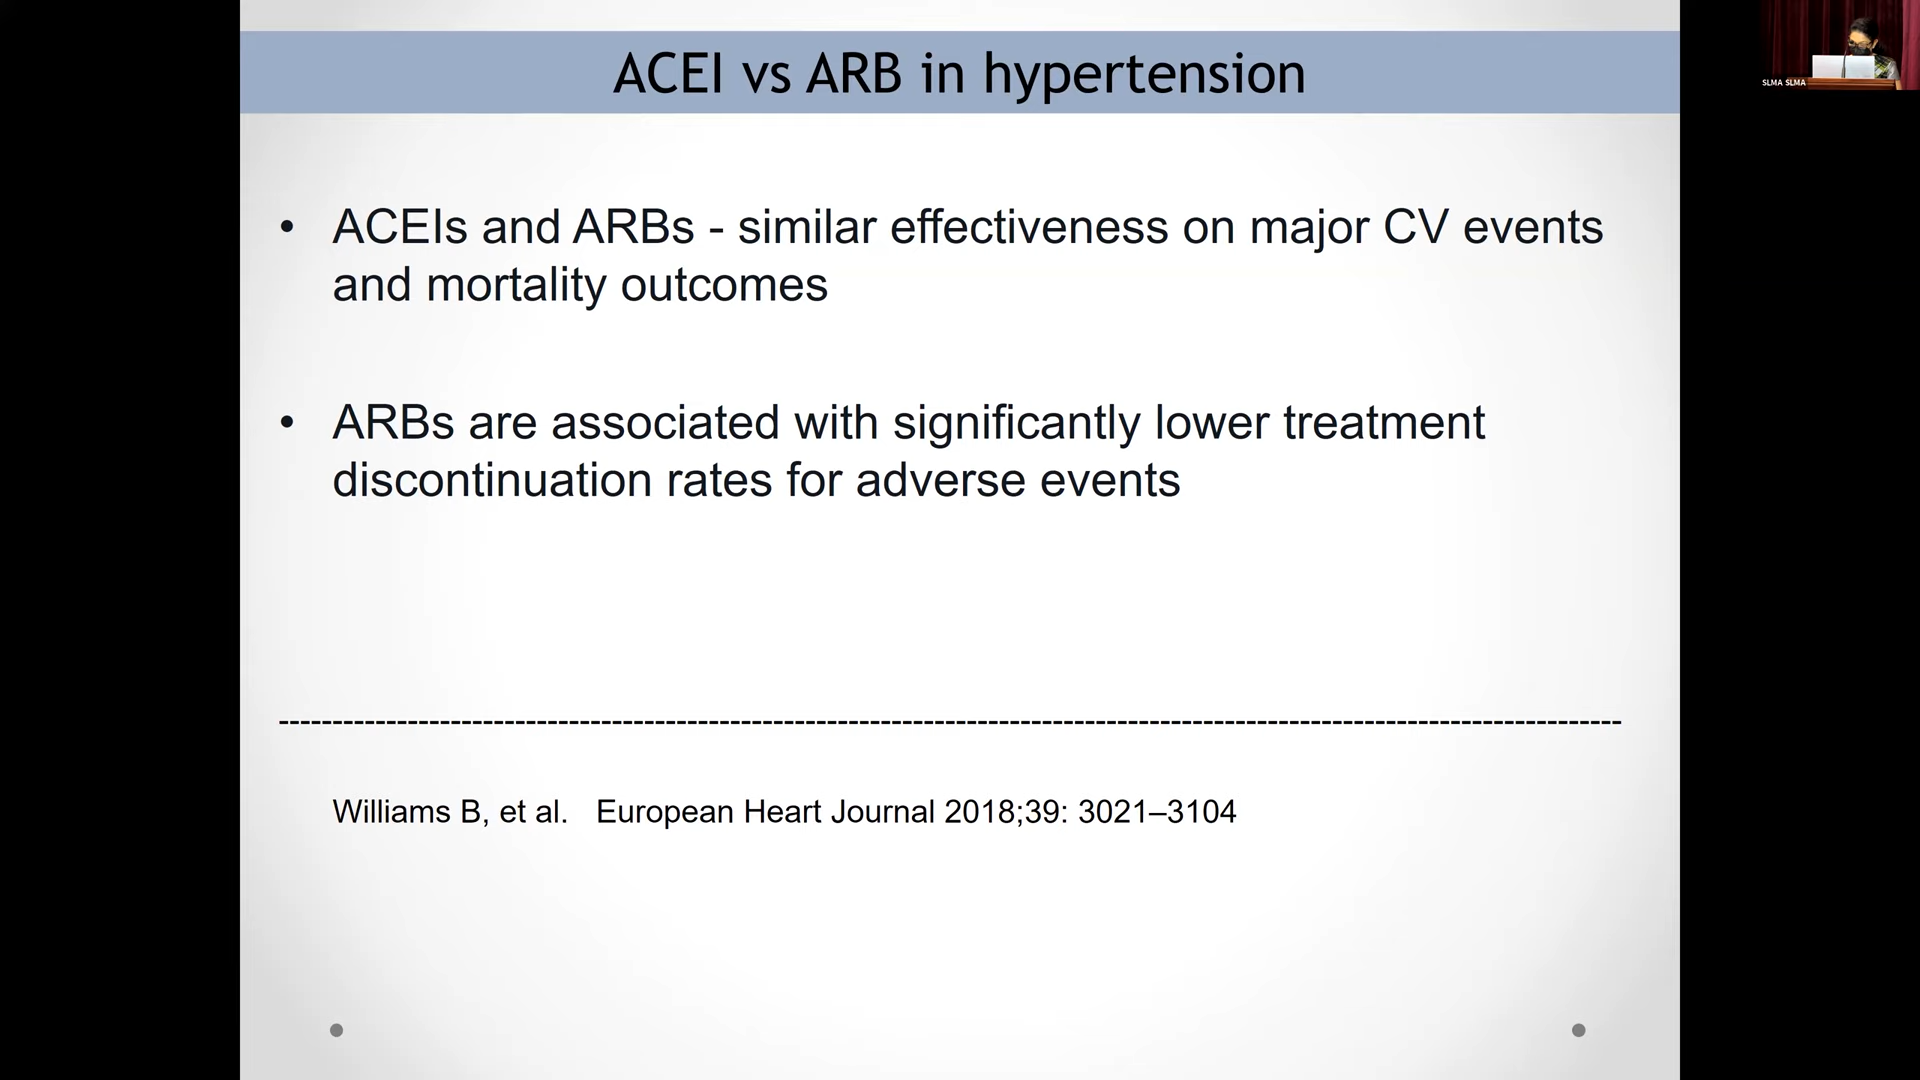 ACEI vs ARB in hypertension
SLMA SLMA
• ACEIs and ARBs - similar effectiveness on major CV events
and mortality outcomes
• ARBs are associated with significantly lower treatment
discontinuation rates for adverse events
Williams B, et al. European Heart Journal 2018;39: 3021–3104